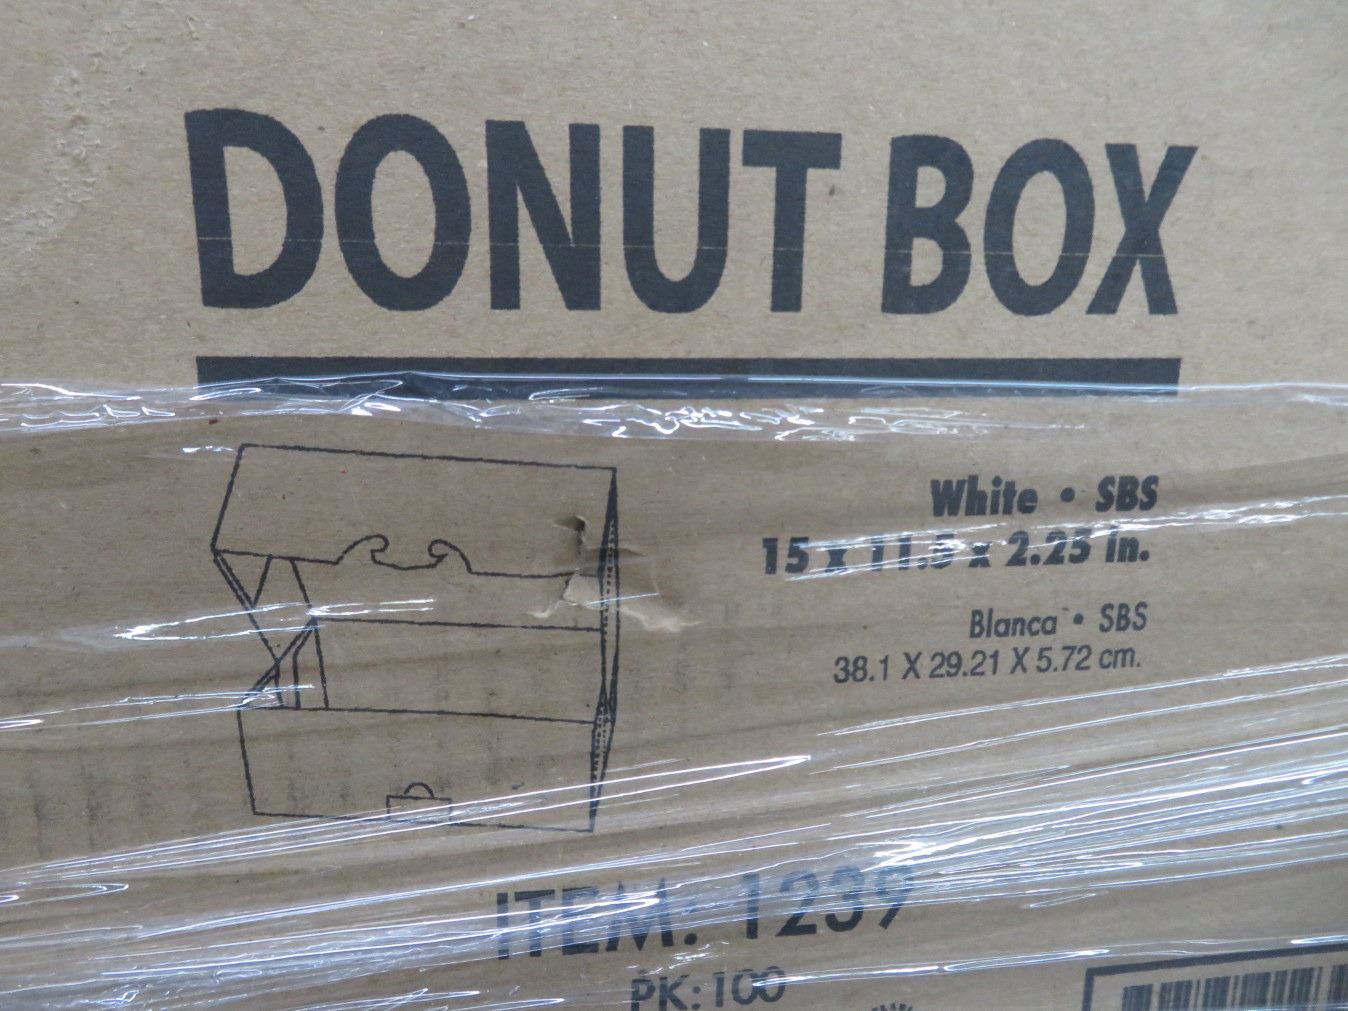 DONUT BOX
White • SBS
15 x 11.5 x 2.25 in.
Blanca • SBS
38.1 X 29.21 X 5.72 cm.
ITEM: 1239
PK: 100